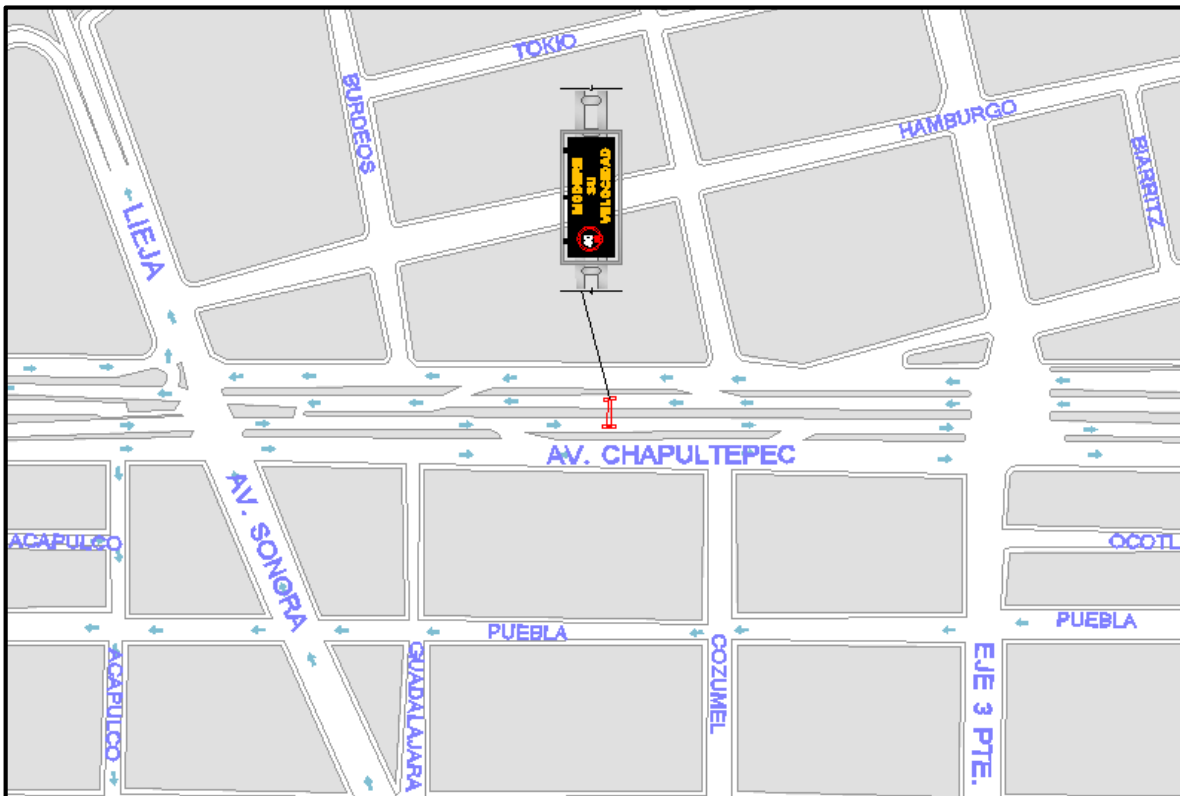 TOKIO
BURDEOS
HAMBURGO
BIARRITZ
MODERE
SU
VELOCIDAD
LIEJA
AV. CHAPULTEPEC
AV. SONORA
ACAPULCO
OCOTL
PUEBLA
PUEBLA
ACAPULCO
GUADALAJARA
COZUMEL
EJE 3 PTE.